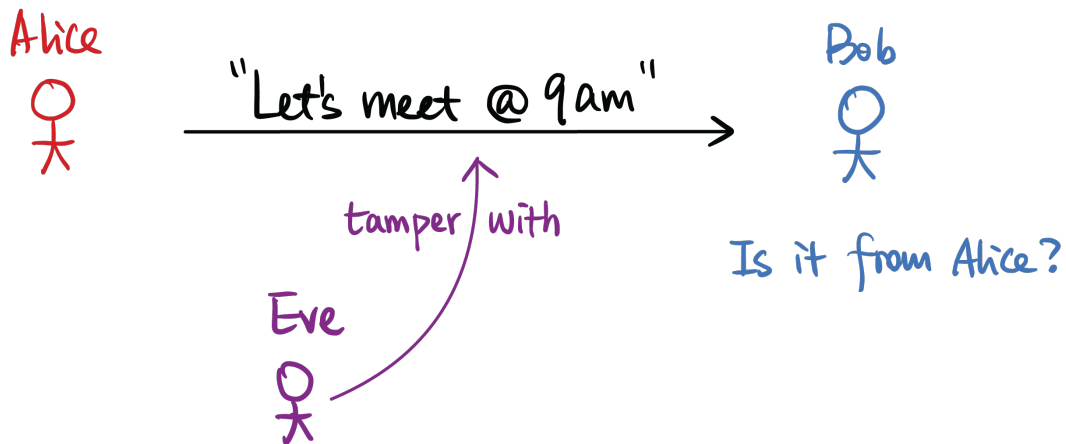 Alice
Bob
"Let's meet @ 9am"
tamper with
Is it from Alice?
Eve